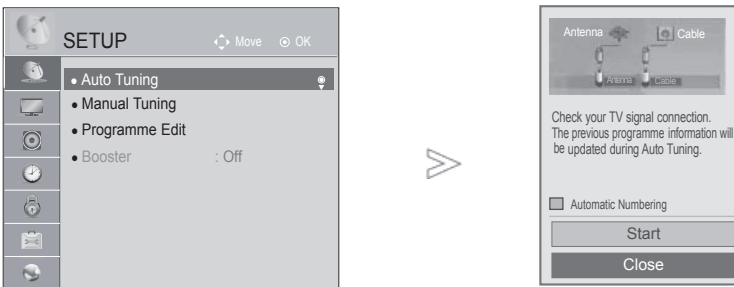 SETUP
Move OK
• Auto Tuning
• Manual Tuning
• Programme Edit
• Booster : Off
Antenna Cable
Antenna Cable
Check your TV signal connection.
The previous programme information will
be updated during Auto Tuning.
Automatic Numbering
Start
Close